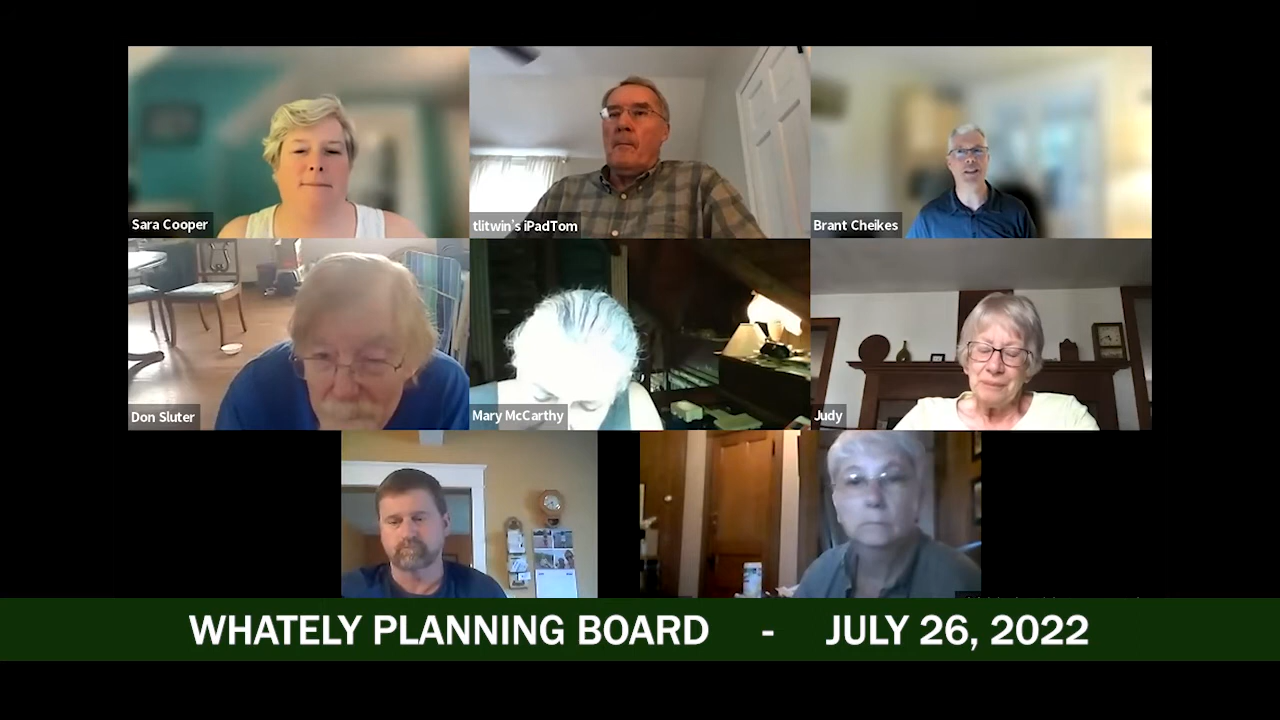 Sara Cooper
tlitwin's iPadTom
Brant Cheikes
Don Sluter
Mary McCarthy
Judy
WHATELY PLANNING BOARD - JULY 26, 2022